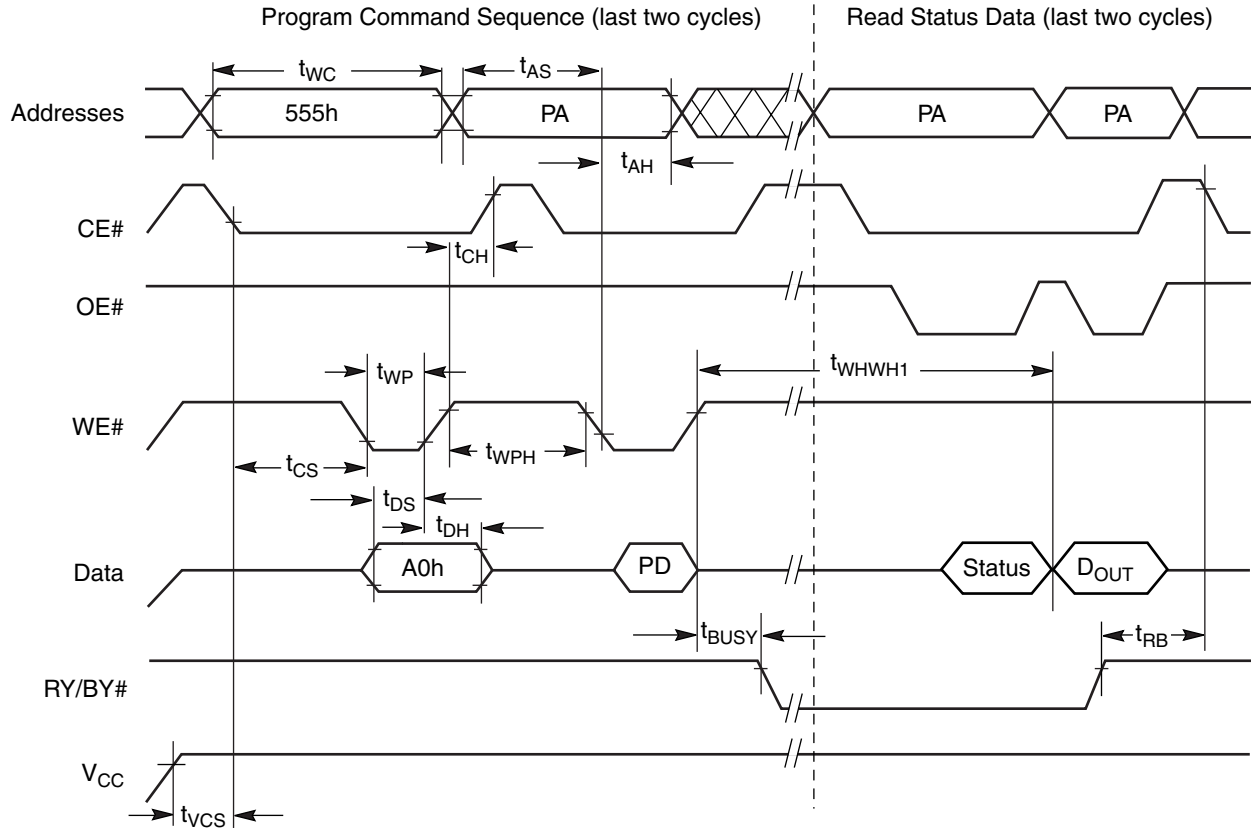 Program Command Sequence (last two cycles)
Read Status Data (last two cycles)
tWC
tAS
Addresses
555h
PA
PA
PA
tAH
CE#
tCH
OE#
tWP
tWHWH1
WE#
tWPH
tCS
tDS
tDH
Data
A0h
PD
Status
DOUT
tBUSY
tRB
RY/BY#
VCC
tVCS